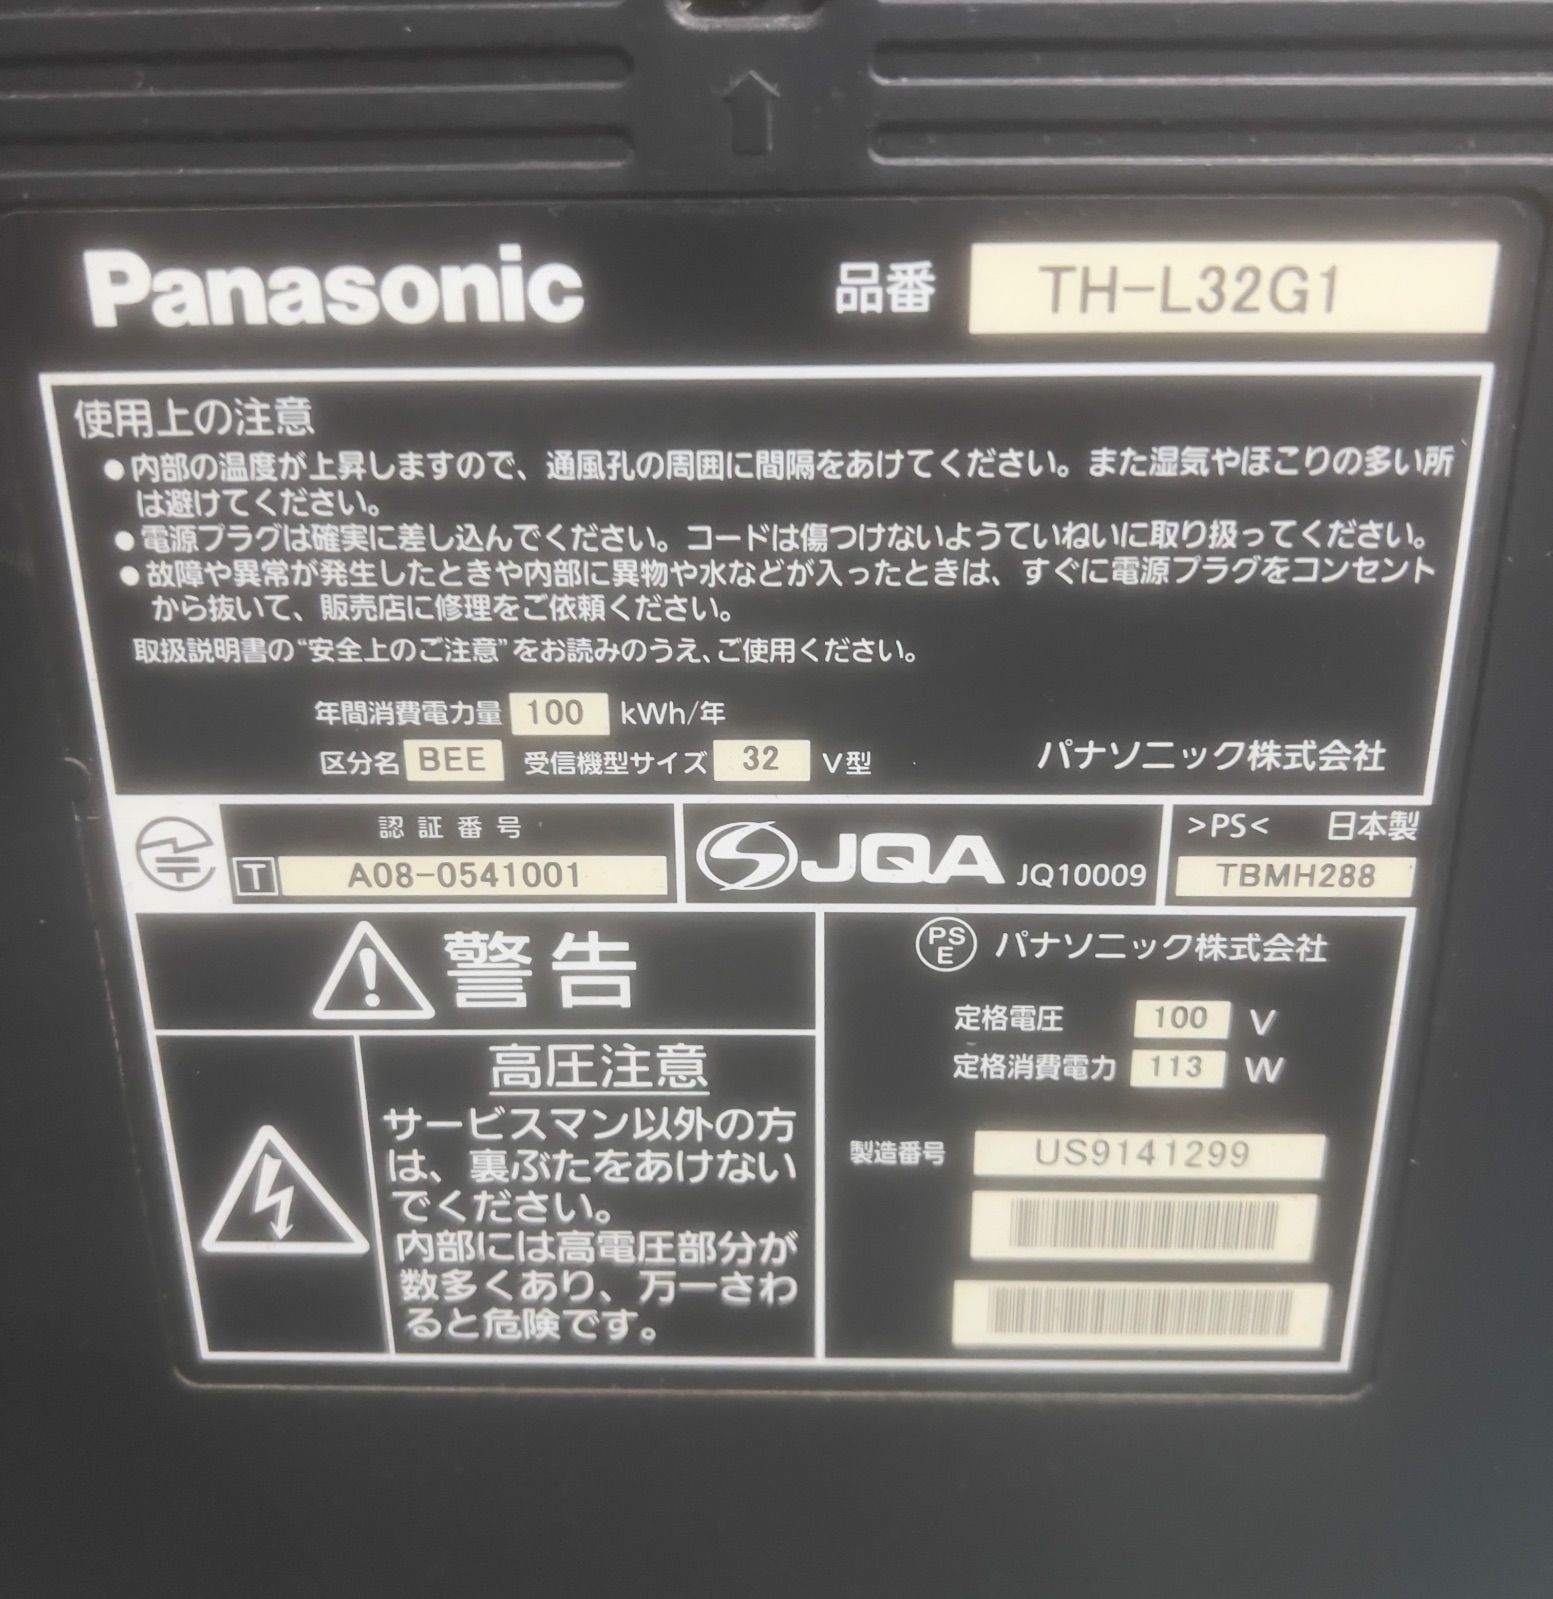 Panasonic 品番 TH-L32G1
使用上の注意
●内部の温度が上昇しますので、通風孔の周囲に間隔をあけてください。また湿気やほこりの多い所
は避けてください。
●電源プラグは確実に差し込んでください。コードは傷つけないようていねいに取り扱ってください。
●故障や異常が発生したときや内部に異物や水などが入ったときは、すぐに電源プラグをコンセント
から抜いて、販売店に修理をご依頼ください。
取扱説明書の“安全上のご注意”をお読みのうえ、ご使用ください。
年間消費電力量 100 kWh/年
区分名 BEE 受信機型サイズ 32 V型 パナソニック株式会社
認証番号
T A08-0541001
JQA JQ10009
>PS< 日本製
TBMH288
警告
高圧注意
サービスマン以外の方
は、裏ぶたをあけない
でください。
内部には高電圧部分が
数多くあり、万一さわ
ると危険です。
PSE パナソニック株式会社
定格電圧 100 V
定格消費電力 113 W
製造番号 US9141299